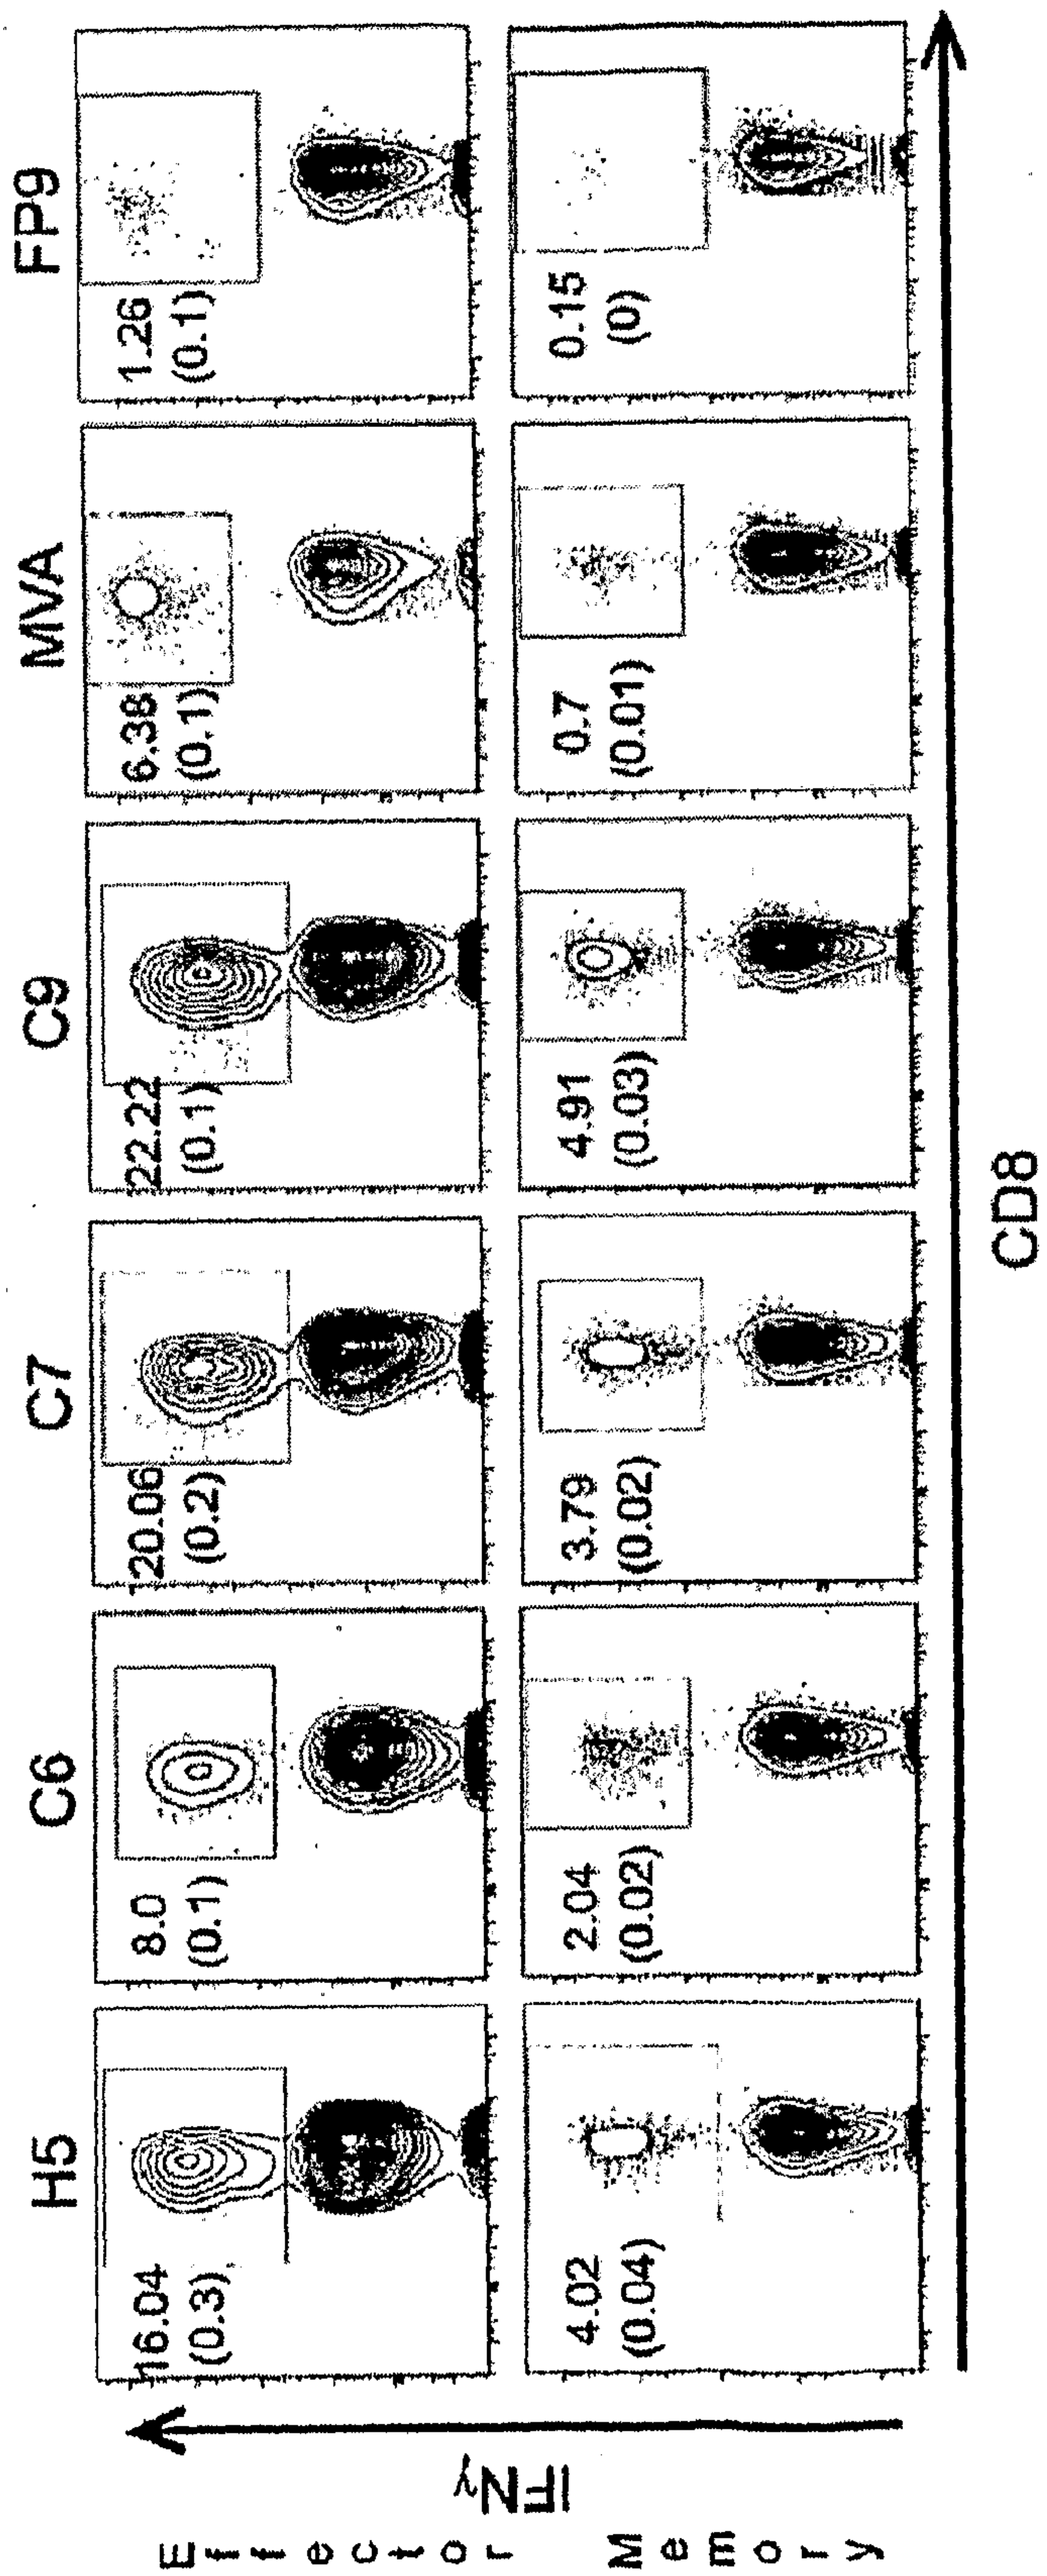 H5
C6
C7
C9
MVA
FP9
Effector
16.04
(0.3)
8.0
(0.1)
20.06
(0.2)
22.22
(0.1)
6.38
(0.1)
1.26
(0.1)
IFNγ
Memory
4.02
(0.04)
2.04
(0.02)
3.79
(0.02)
4.91
(0.03)
0.7
(0.01)
0.15
(0)
CD8